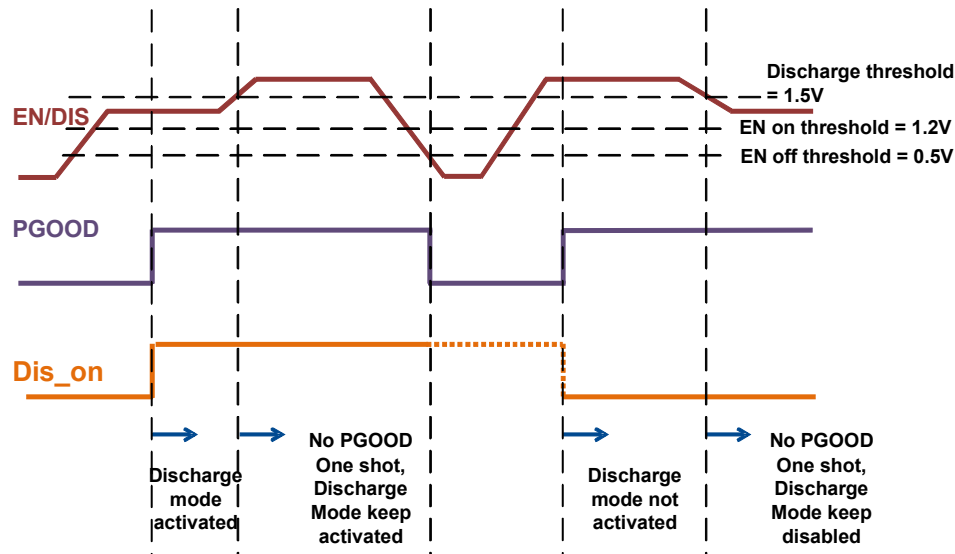 Discharge threshold
= 1.5V
EN/DIS
EN on threshold = 1.2V
EN off threshold = 0.5V
PGOOD
Dis_on
Discharge
mode
activated
No PGOOD
One shot,
Discharge
Mode keep
activated
Discharge
mode not
activated
No PGOOD
One shot,
Discharge
Mode keep
disabled